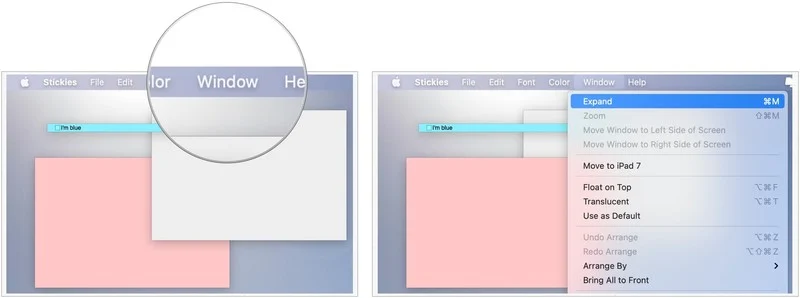 Stickies File Edit
lor Window He
I'm blue
Stickies File Edit Font Color Window Help
I'm blue
Expand ⌘M
Zoom ⇧⌘M
Move Window to Left Side of Screen
Move Window to Right Side of Screen
Move to iPad 7
Float on Top ⌥⌘F
Translucent ⌥⌘T
Use as Default
Undo Arrange ⌥⌘Z
Redo Arrange ⌥⇧⌘Z
Arrange By
Bring All to Front